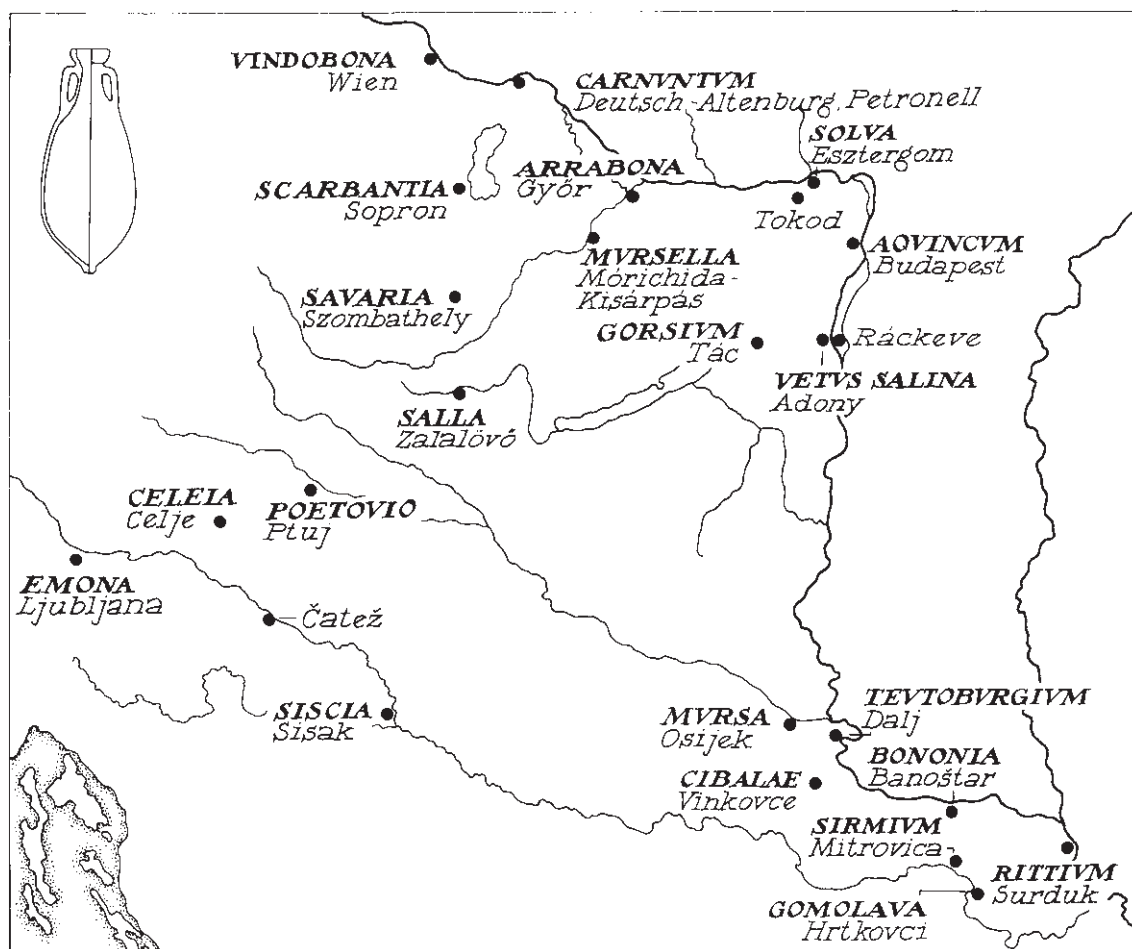 VINDOBONA
Wien
CARNVNTVM
Deutsch-Altenburg, Petronell
SOLVA
Esztergom
ARRABONA
Győr
SCARBANTIA
Sopron
Tokod
MVRSELLA
Mórichida-
Kisárpás
AQVINCVM
Budapest
SAVARIA
Szombathely
GORSIVM
Tác
Ráckeve
VETVS SALINA
Adony
SALLA
Zalalövő
CELEIA
Celje
POETOVIO
Ptuj
EMONA
Ljubljana
Čatež
SISCIA
Sisak
MVRSA
Osijek
TEVTOBVRGIVM
Dalj
BONONIA
Banoštar
CIBALAE
Vinkovce
SIRMIVM
Mitrovica
RITTIVM
Surduk
GOMOLAVA
Hrtkovci